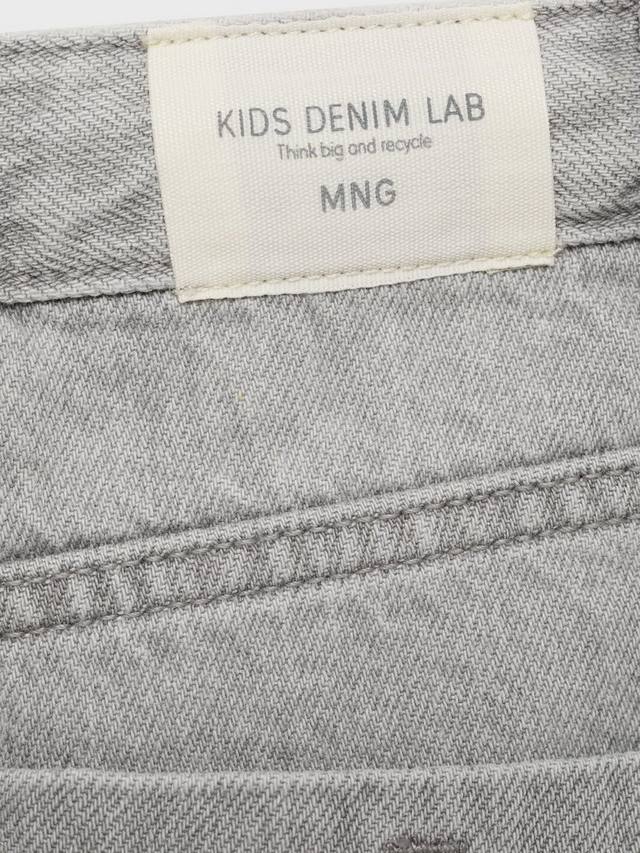 KIDS DENIM LAB
Think big and recycle
MNG